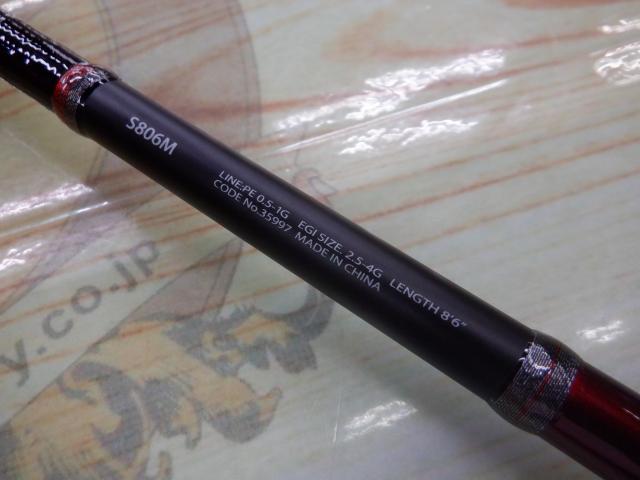 S806M
LINE:PE 0.5-1G EGI SIZE. 2.5-4G LENGTH 8'6"
CODE No.35997 MADE IN CHINA
y.co.jp